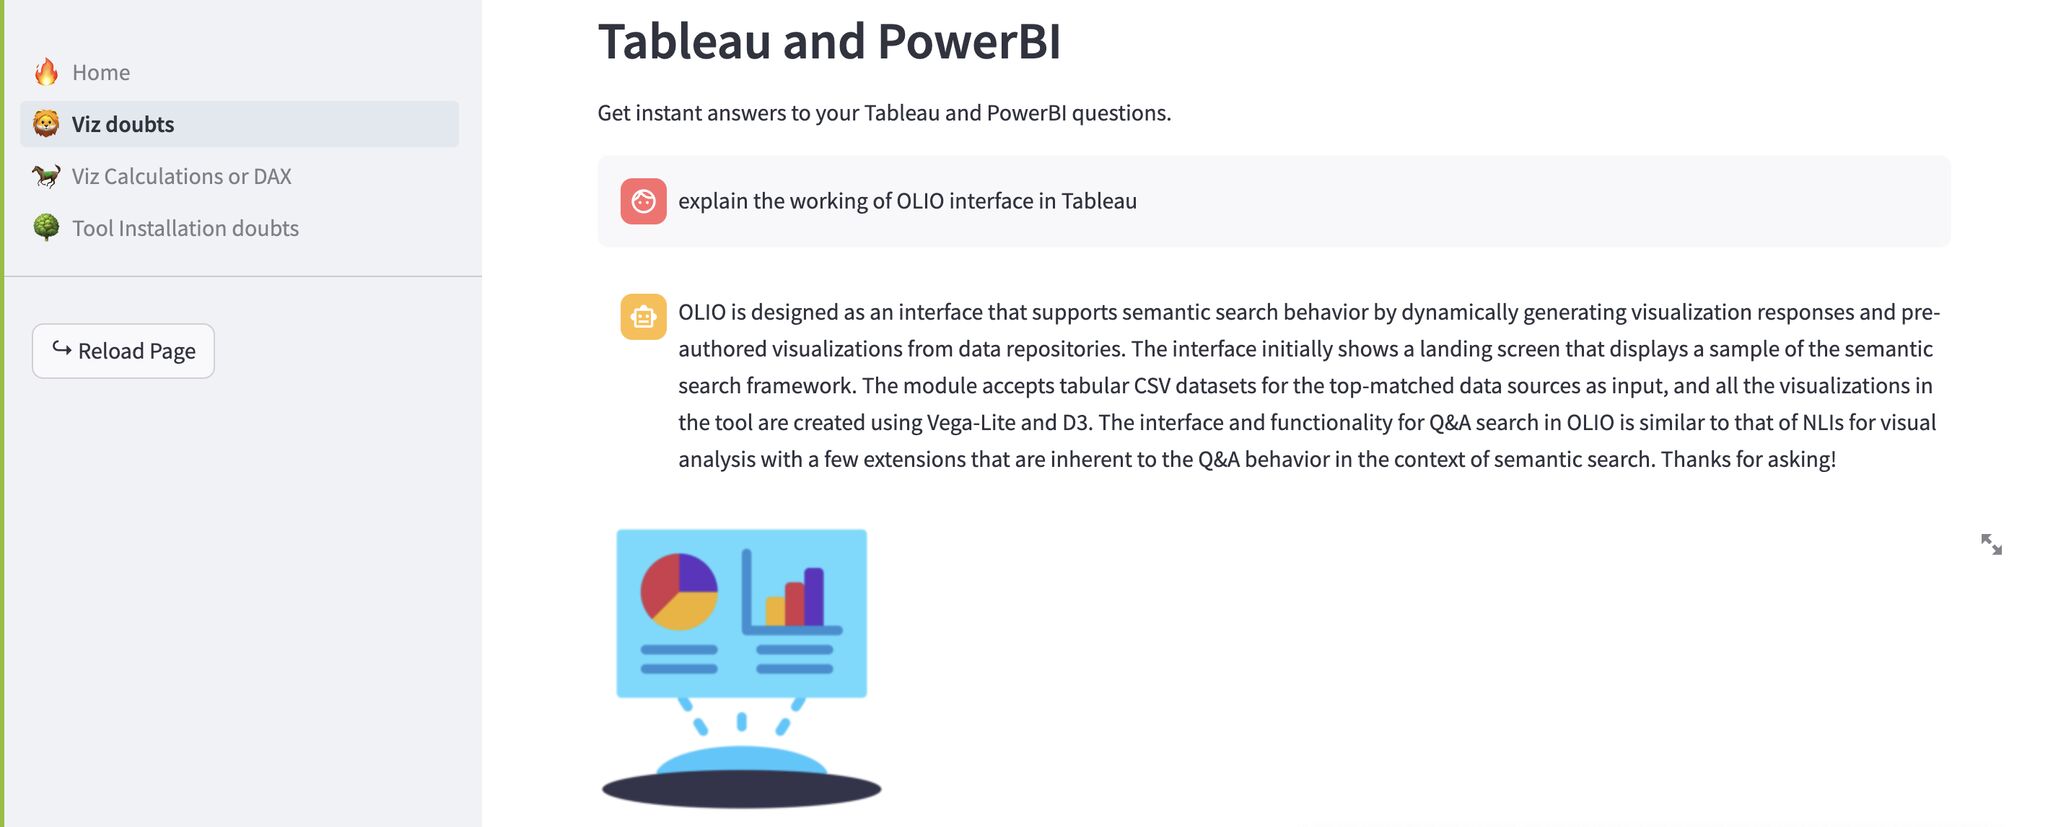 Home
Viz doubts
Viz Calculations or DAX
Tool Installation doubts
Reload Page
Tableau and PowerBI
Get instant answers to your Tableau and PowerBI questions.
explain the working of OLIO interface in Tableau
OLIO is designed as an interface that supports semantic search behavior by dynamically generating visualization responses and pre-
authored visualizations from data repositories. The interface initially shows a landing screen that displays a sample of the semantic
search framework. The module accepts tabular CSV datasets for the top-matched data sources as input, and all the visualizations in
the tool are created using Vega-Lite and D3. The interface and functionality for Q&A search in OLIO is similar to that of NLIs for visual
analysis with a few extensions that are inherent to the Q&A behavior in the context of semantic search. Thanks for asking!